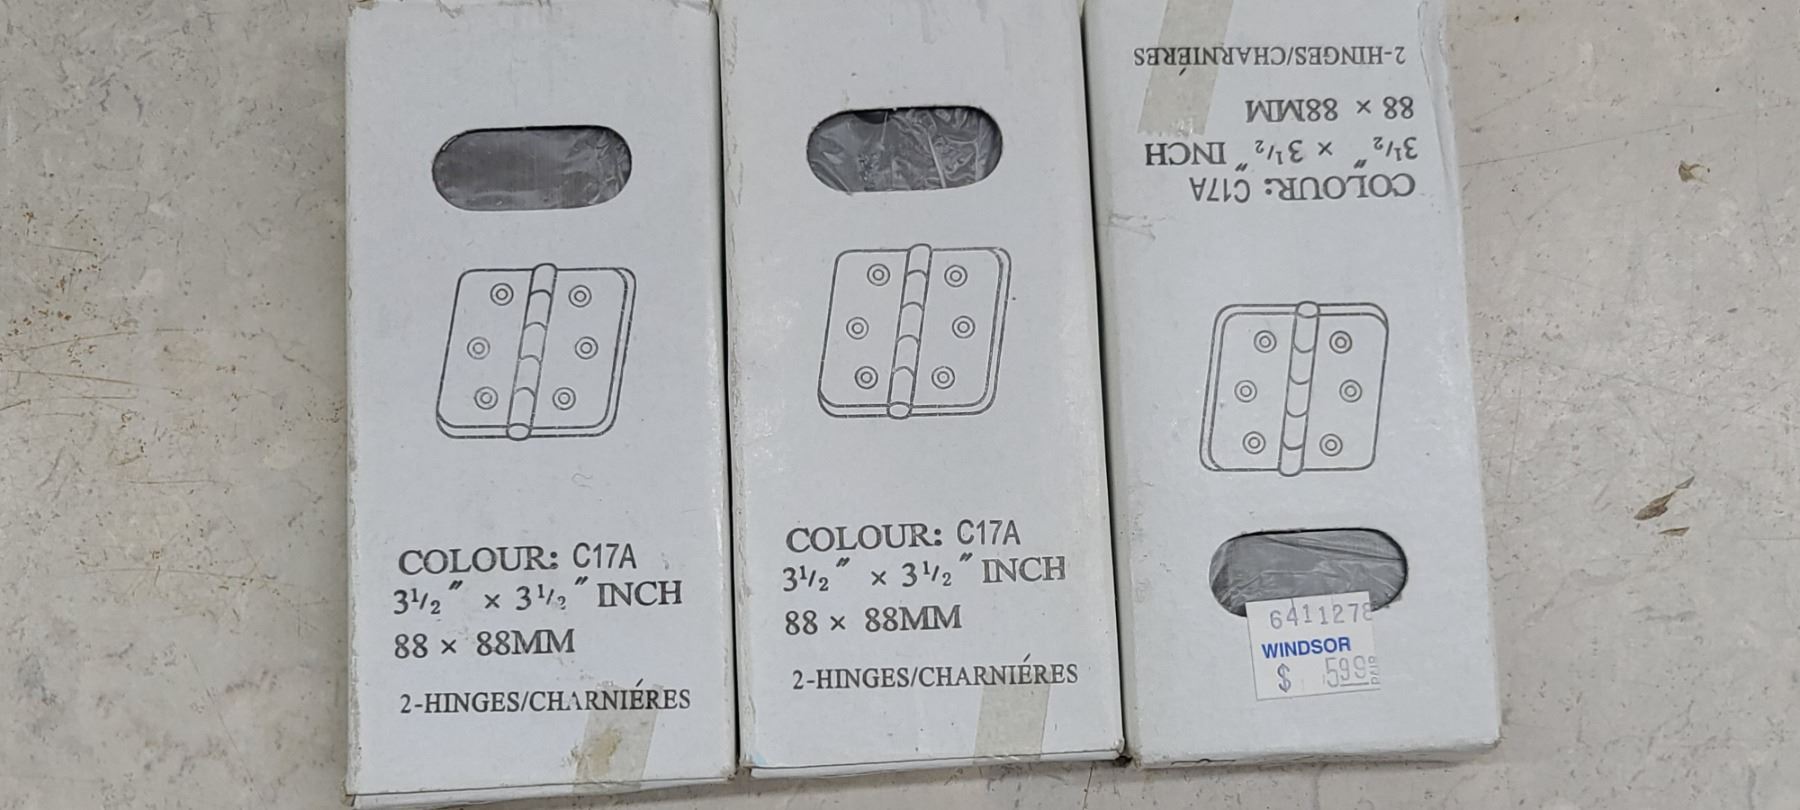 COLOUR: C17A
3 1/2" × 3 1/2" INCH
88 × 88MM
2-HINGES/CHARNIÉRES
COLOUR: C17A
3 1/2" × 3 1/2" INCH
88 × 88MM
2-HINGES/CHARNIÉRES
COLOUR: C17A
3 1/2" × 3 1/2" INCH
88 × 88MM
2-HINGES/CHARNIÉRES
6411278
WINDSOR
$ 599